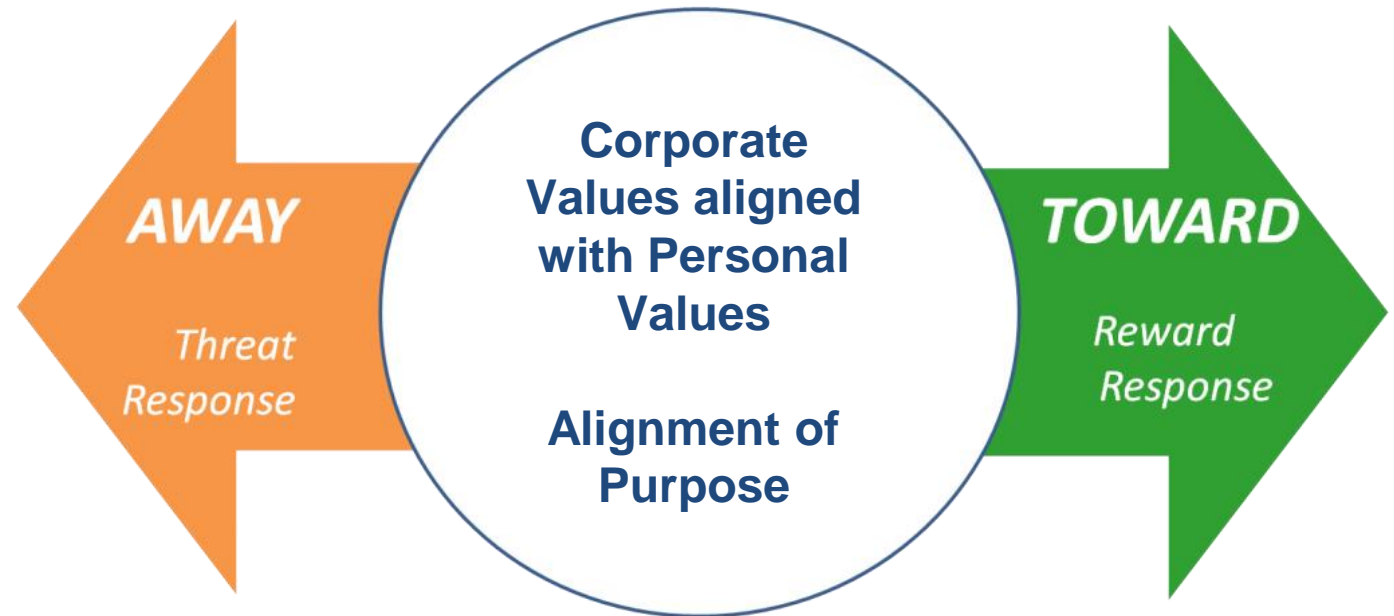 AWAY
Threat
Response
Corporate
Values aligned
with Personal
Values
Alignment of
Purpose
TOWARD
Reward
Response